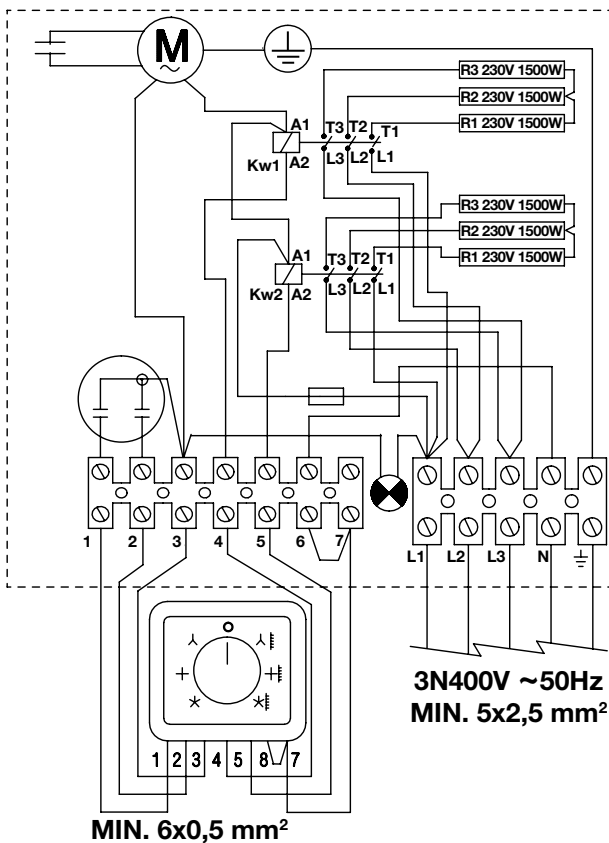 M
~
R3 230V 1500W
R2 230V 1500W
R1 230V 1500W
A1
T3 T2 T1
L3 L2 L1
Kw1 A2
R3 230V 1500W
R2 230V 1500W
R1 230V 1500W
A1
T3 T2 T1
L3 L2 L1
Kw2 A2
1 2 3 4 5 6 7
L1 L2 L3 N
3N400V ~50Hz
MIN. 5x2,5 mm²
1 2 3 4 5 8 7
MIN. 6x0,5 mm²